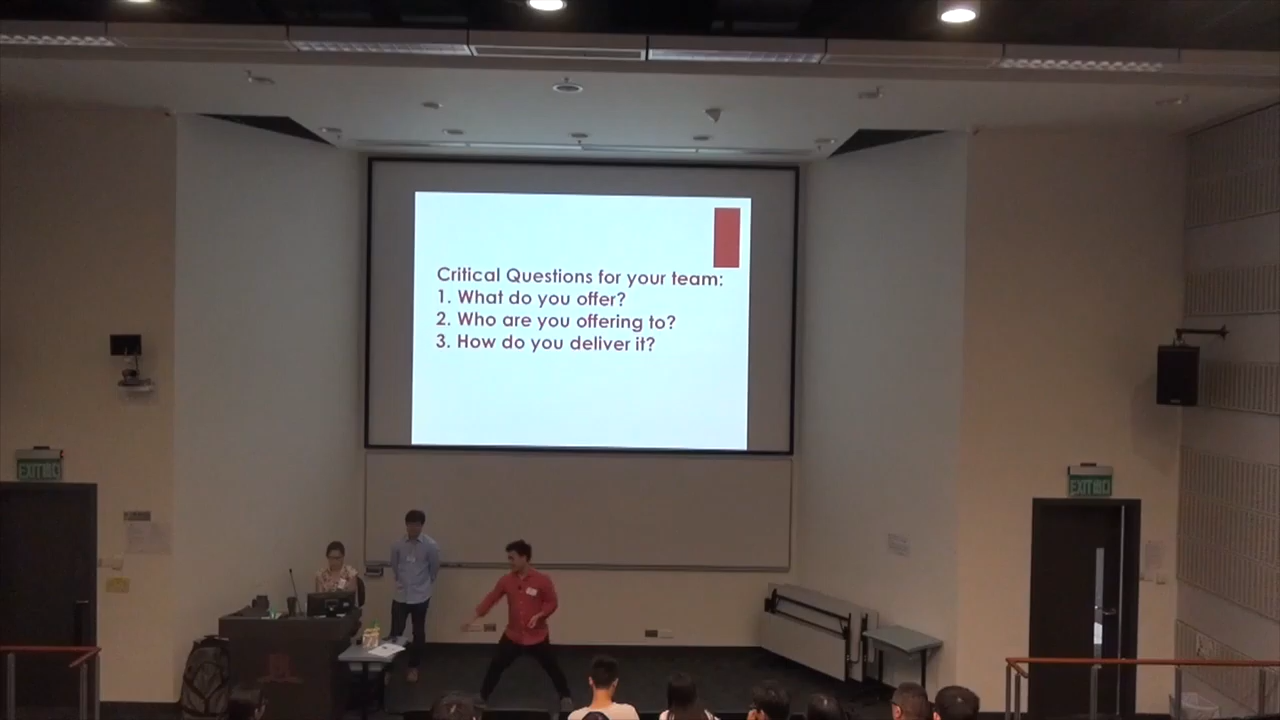 Critical Questions for your team:
1. What do you offer?
2. Who are you offering to?
3. How do you deliver it?
EXIT
EXIT